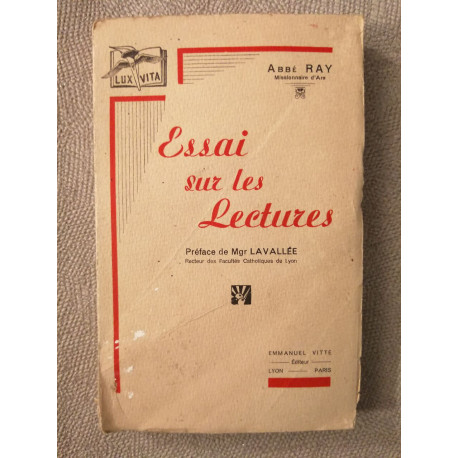 LUX VITA
ABBÉ RAY
Missionnaire d'Ars
Essai
sur les
Lectures
Préface de Mgr LAVALLÉE
Recteur des Facultés Catholiques de Lyon
EMMANUEL VITTE
Éditeur
LYON PARIS